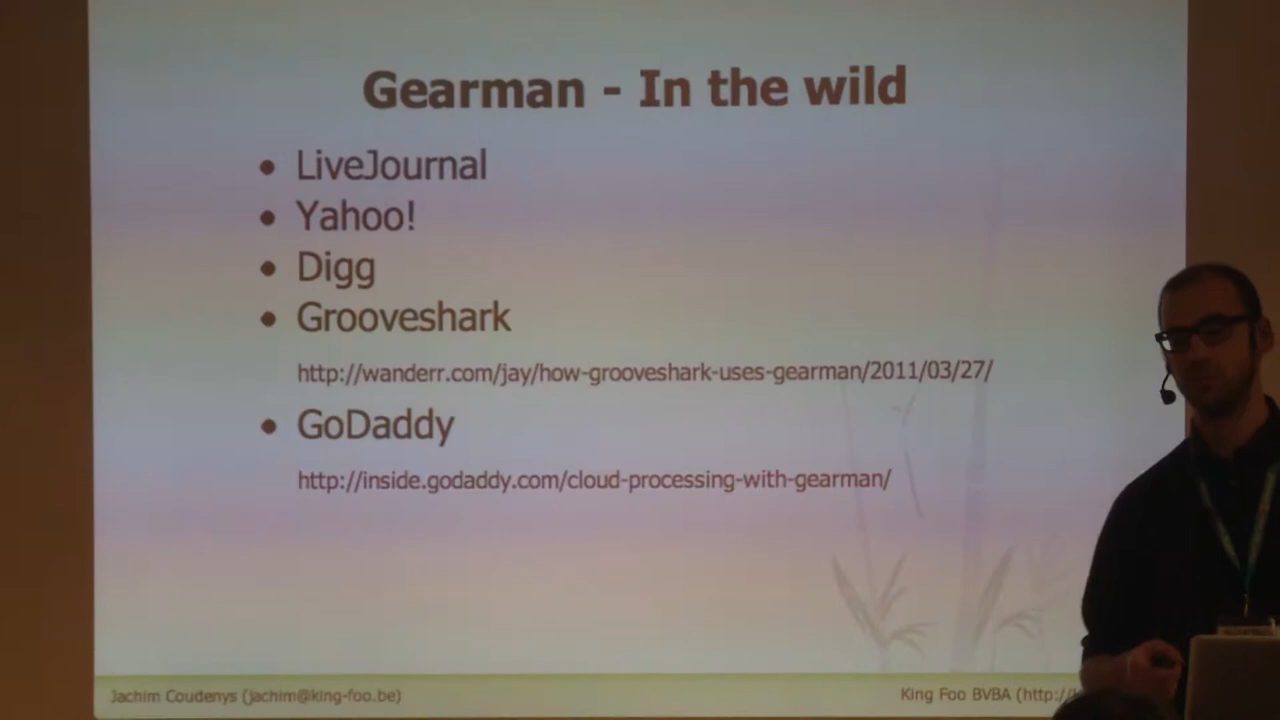 Gearman - In the wild
• LiveJournal
• Yahoo!
• Digg
• Grooveshark
http://wanderr.com/jay/how-grooveshark-uses-gearman/2011/03/27/
• GoDaddy
http://inside.godaddy.com/cloud-processing-with-gearman/
Jachim Coudenys (jachim@king-foo.be)
King Foo BVBA (http://